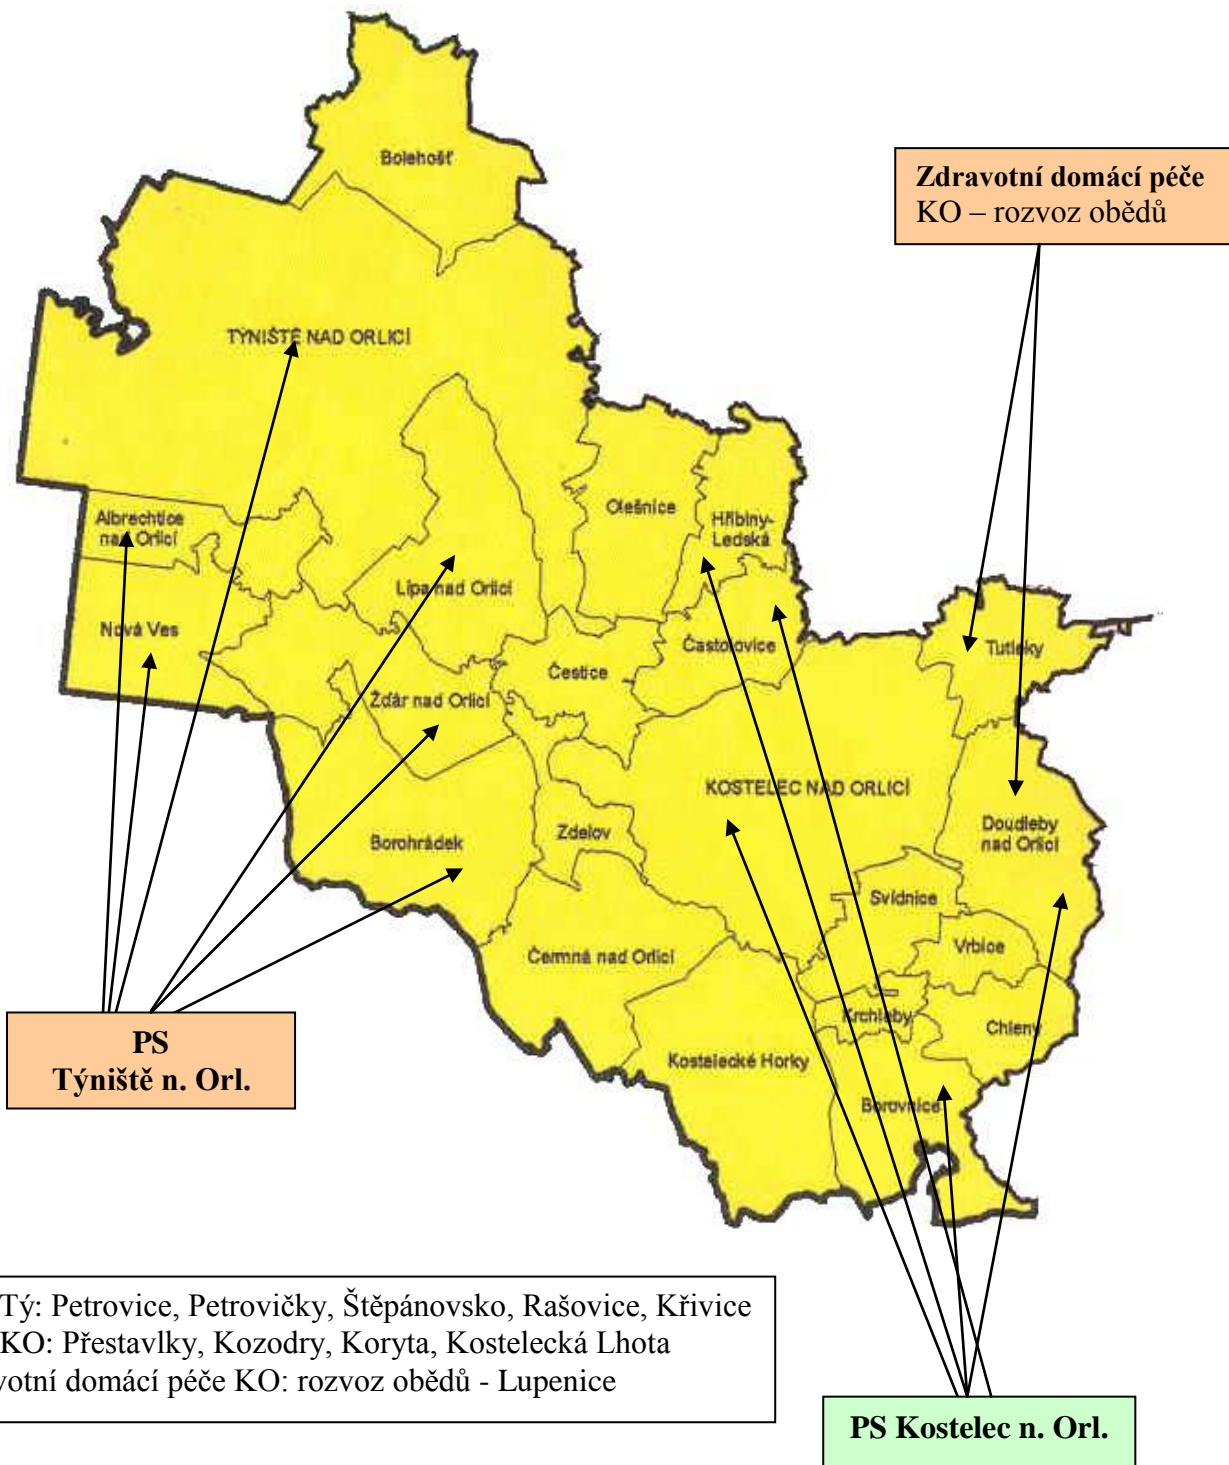 Bolehošť
Zdravotní domácí péče
KO – rozvoz obědů
TÝNIŠTĚ NAD ORLICÍ
Olešnice
Hřibiny-
Ledská
Albrechtice
nad Orlicí
Lípa nad Orlicí
Nová Ves
Častolovice
Tutleky
Čestice
Žďár nad Orlicí
KOSTELEC NAD ORLICÍ
Doudleby
nad Orlicí
Zdelov
Borohrádek
Svídnice
Vrbice
Čermná nad Orlicí
Krchleby
Chleny
Kostelecké Horky
Borovnice
PS
Týniště n. Orl.
Tý: Petrovice, Petrovičky, Štěpánovsko, Rašovice, Křivice
KO: Přestavlky, Kozodry, Koryta, Kostelecká Lhota
votní domácí péče KO: rozvoz obědů - Lupenice
PS Kostelec n. Orl.